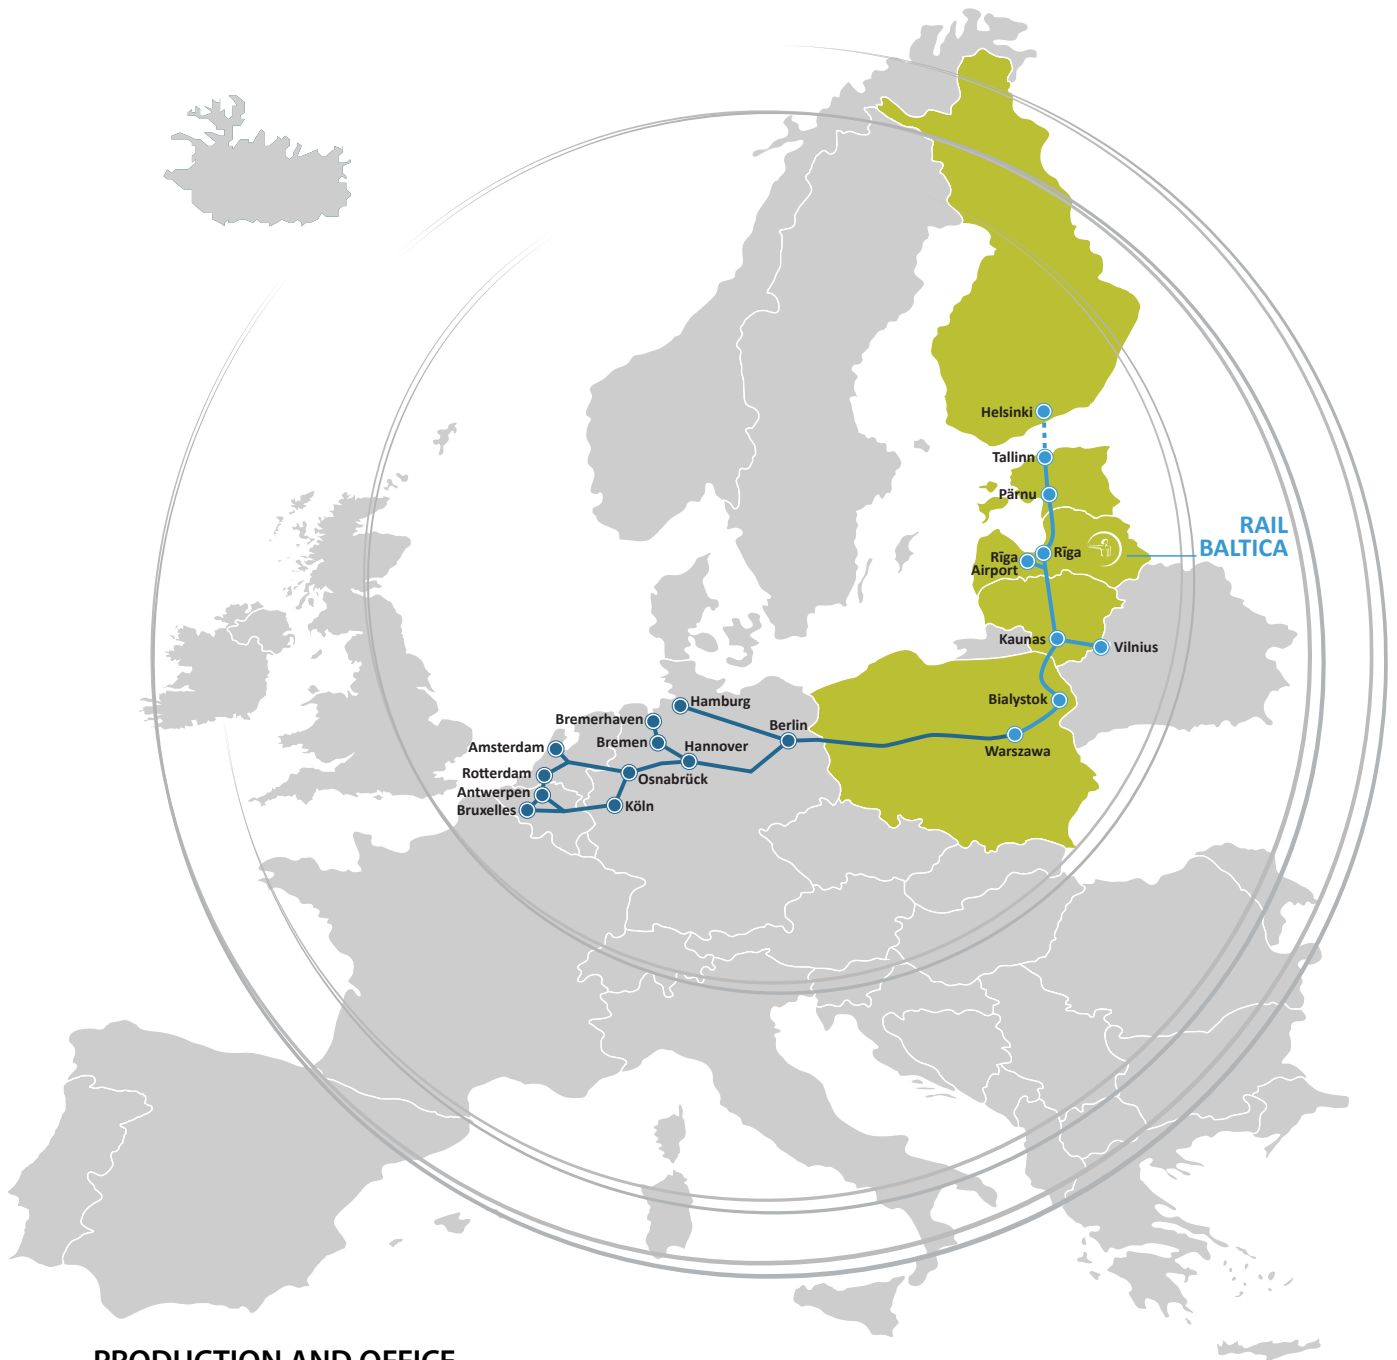 Helsinki
Tallinn
Pärnu
RAIL
BALTICA
Rīga
Rīga
Airport
Kaunas
Vilnius
Bialystok
Hamburg
Bremerhaven
Berlin
Bremen
Hannover
Warszawa
Amsterdam
Rotterdam
Osnabrück
Antwerpen
Bruxelles
Köln
PRODUCTION AND OFFICE